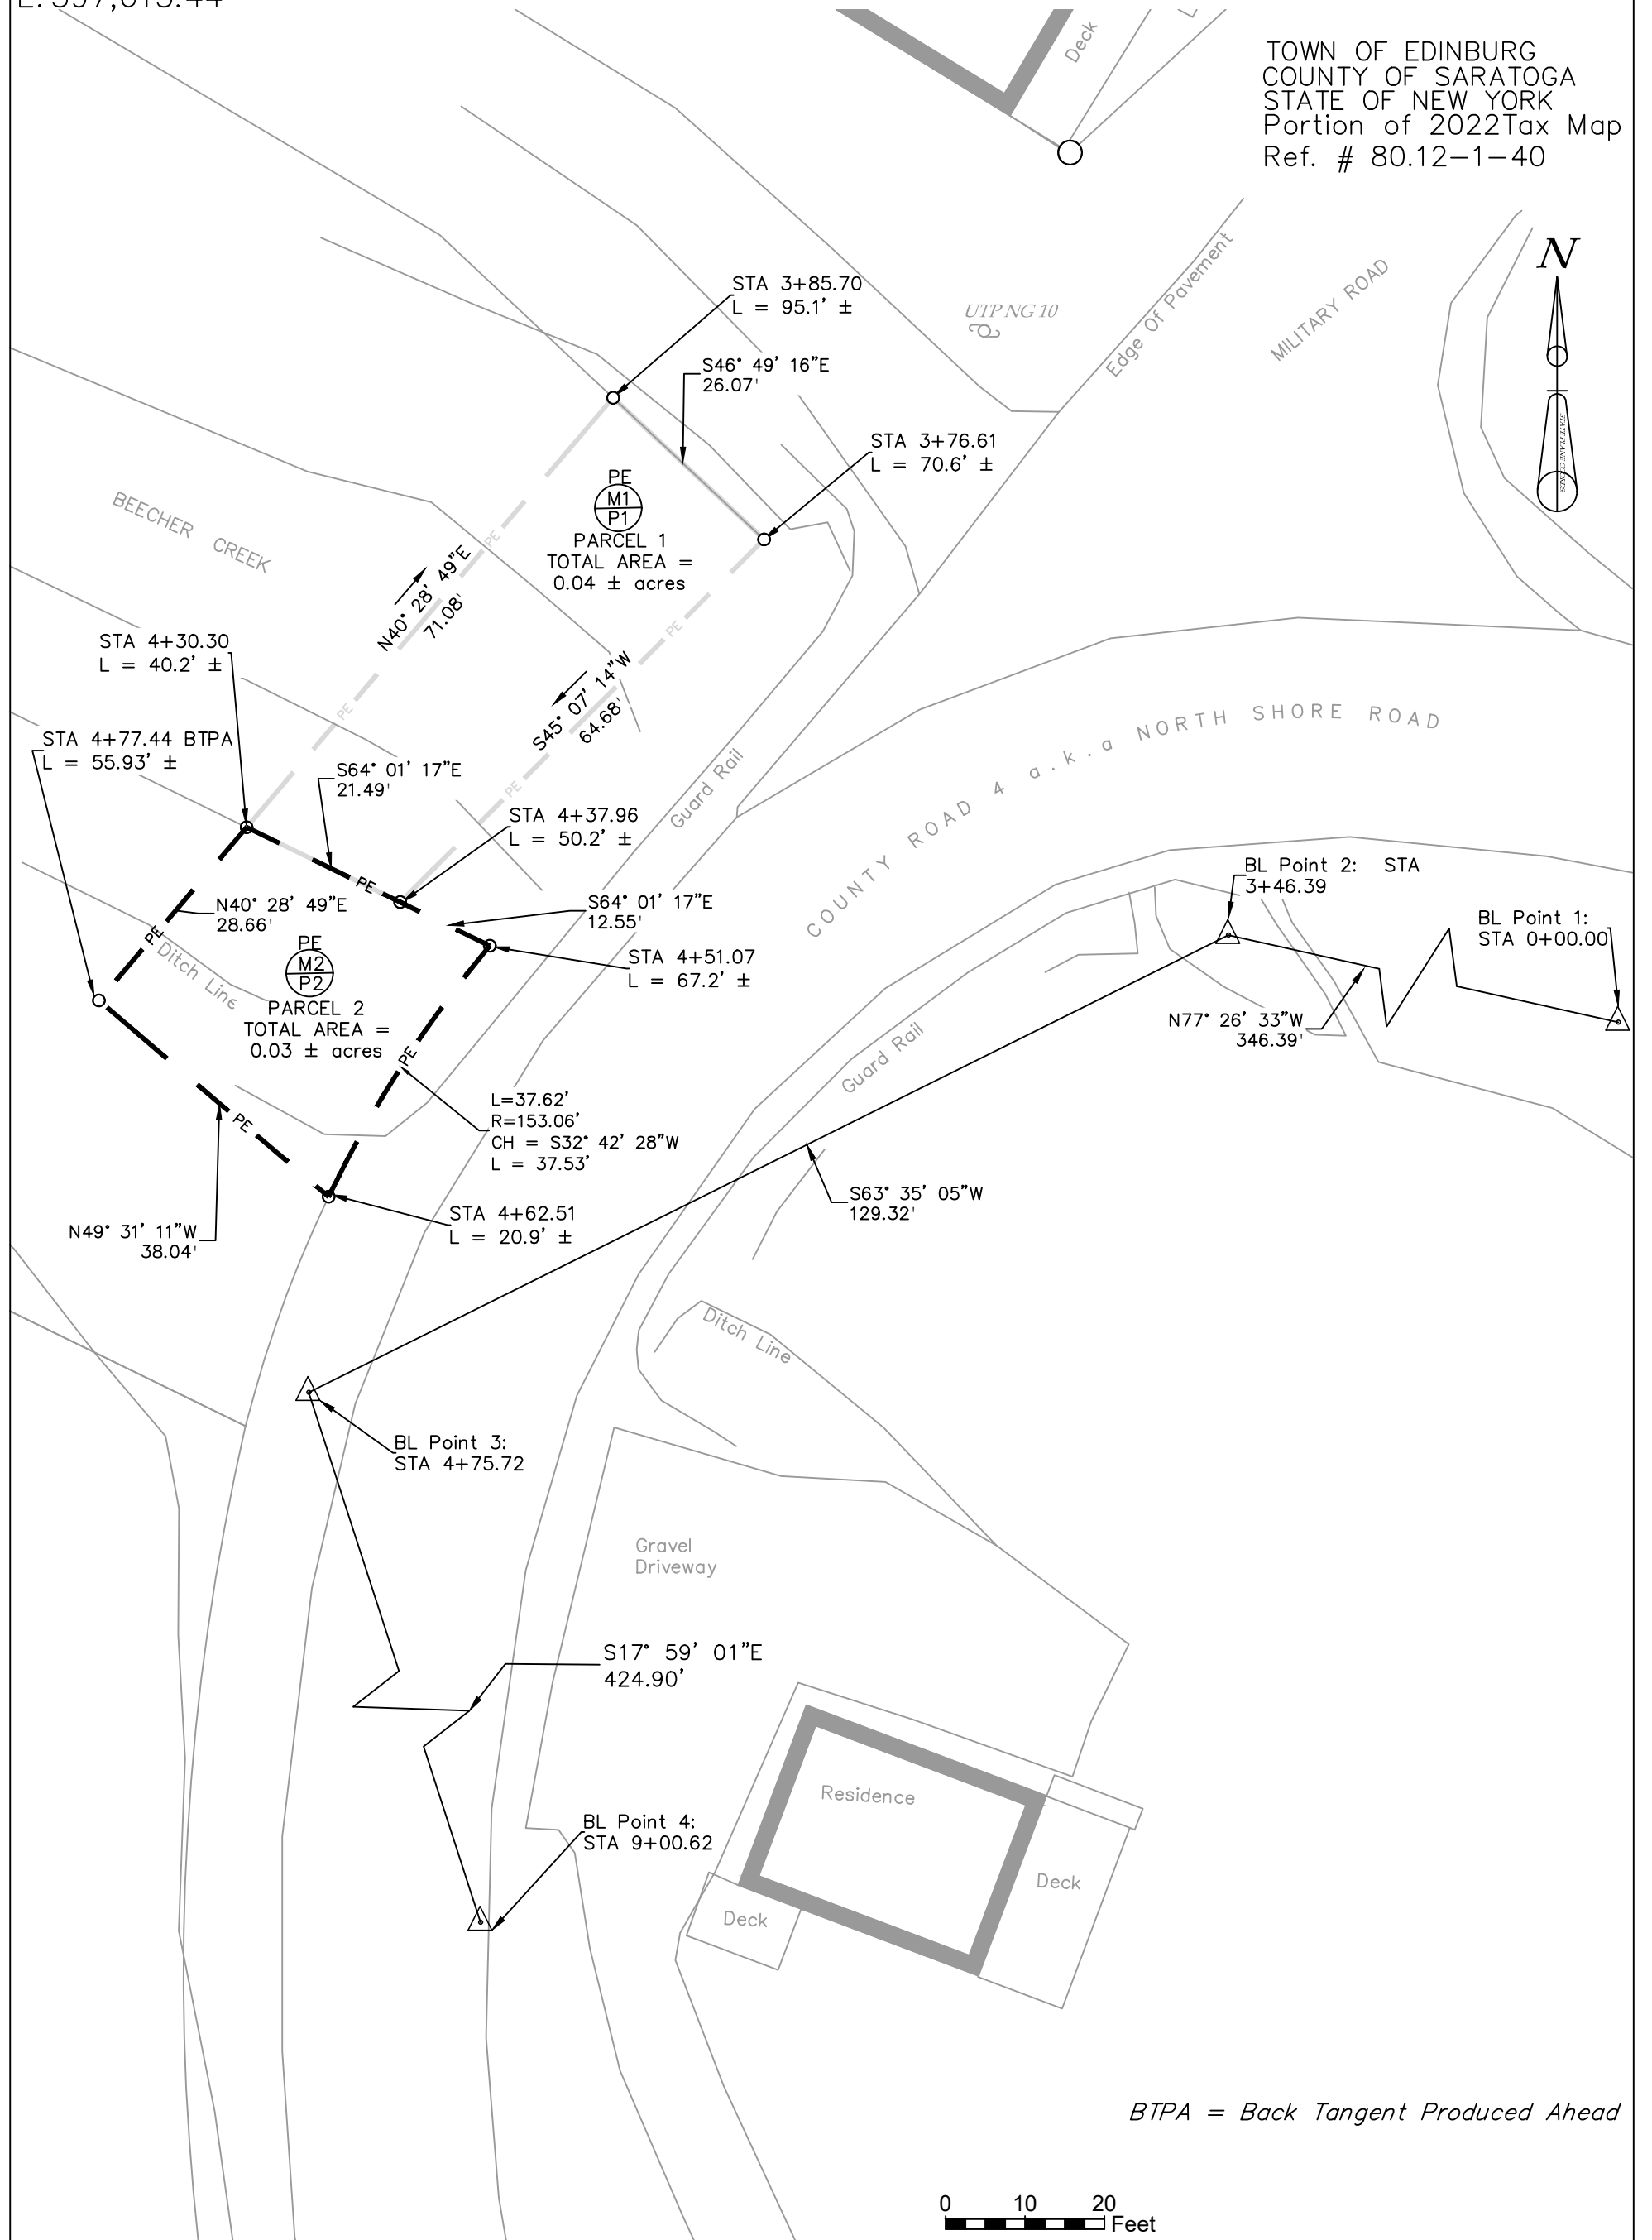 TOWN OF EDINBURG
COUNTY OF SARATOGA
STATE OF NEW YORK
Portion of 2022Tax Map
Ref. # 80.12-1-40
Deck
N
STATE PLANE COORDS.
STA 3+85.70
L = 95.1' ±
UTP NG 10
Edge Of Pavement
MILITARY ROAD
S46° 49' 16"E
26.07'
STA 3+76.61
L = 70.6' ±
PE
M1
P1
PARCEL 1
TOTAL AREA =
0.04 ± acres
BEECHER CREEK
PE
N40° 28' 49"E
71.08'
PE
STA 4+30.30
L = 40.2' ±
S45° 07' 14"W
64.68'
PE
PE
STA 4+77.44 BTPA
L = 55.93' ±
S64° 01' 17"E
21.49'
Guard Rail
COUNTY ROAD 4 a.k.a NORTH SHORE ROAD
STA 4+37.96
L = 50.2' ±
PE
BL Point 2: STA
3+46.39
BL Point 1:
STA 0+00.00
N40° 28' 49"E
28.66'
S64° 01' 17"E
12.55'
PE
Ditch Line
PE
M2
P2
PARCEL 2
TOTAL AREA =
0.03 ± acres
STA 4+51.07
L = 67.2' ±
N77° 26' 33"W
346.39'
Guard Rail
PE
L=37.62'
R=153.06'
CH = S32° 42' 28"W
L = 37.53'
PE
S63° 35' 05"W
129.32'
STA 4+62.51
L = 20.9' ±
N49° 31' 11"W
38.04'
Ditch Line
BL Point 3:
STA 4+75.72
Gravel
Driveway
S17° 59' 01"E
424.90'
Residence
BL Point 4:
STA 9+00.62
Deck
Deck
BTPA = Back Tangent Produced Ahead
0 10 20
Feet